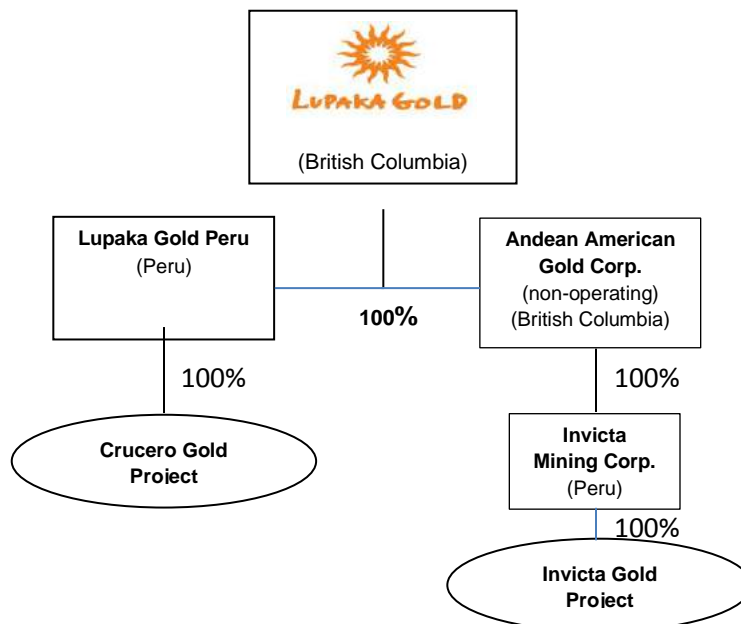 LUPAKA GOLD
(British Columbia)
Lupaka Gold Peru
(Peru)
Andean American
Gold Corp.
(non-operating)
(British Columbia)
100%
100%
100%
Crucero Gold
Project
Invicta
Mining Corp.
(Peru)
100%
Invicta Gold
Project